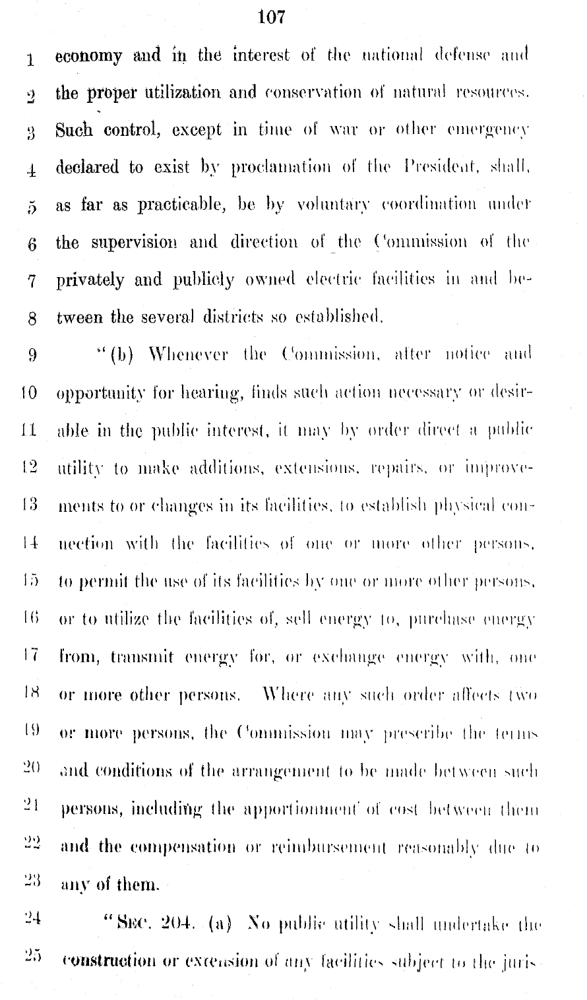 107
1 economy and in the interest of the national defense and
2 the proper utilization and conservation of natural resources.
3 Such control, except in time of war or other emergency
4 declared to exist by proclamation of the President, shall,
5 as far as practicable, be by voluntary coordination under
6 the supervision and direction of the Commission of the
7 privately and publicly owned electric facilities in and be-
8 tween the several districts so established.
9 “(b) Whenever the Commission, after notice and
10 opportunity for hearing, finds such action necessary or desir-
11 able in the public interest, it may by order direct a public
12 utility to make additions, extensions, repairs, or improve-
13 ments to or changes in its facilities, to establish physical con-
14 nection with the facilities of one or more other persons,
15 to permit the use of its facilities by one or more other persons,
16 or to utilize the facilities of, sell energy to, purchase energy
17 from, transmit energy for, or exchange energy with, one
18 or more other persons. Where any such order affects two
19 or more persons, the Commission may prescribe the terms
20 and conditions of the arrangement to be made between such
21 persons, including the apportionment of cost between them
22 and the compensation or reimbursement reasonably due to
23 any of them.
24 “SEC. 204. (a) No public utility shall undertake the
25 construction or extension of any facilities subject to the juris